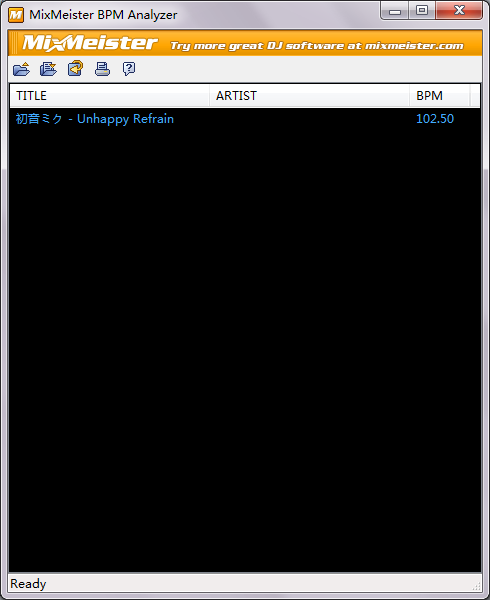 MixMeister BPM Analyzer
MixMeister Try more great DJ software at mixmeister.com
TITLE ARTIST BPM
初音ミク - Unhappy Refrain 102.50
Ready